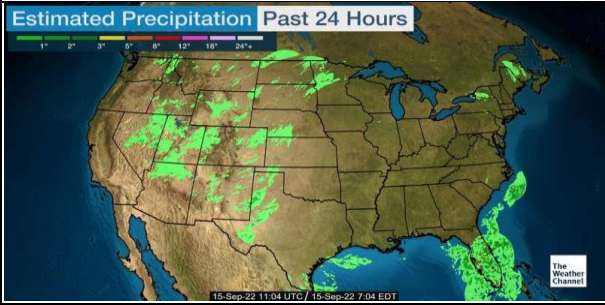 Estimated Precipitation Past 24 Hours
1" 2" 3" 5" 8" 12" 18" 24"+
The
Weather
Channel
15-Sep-22 11:04 UTC / 15-Sep-22 7:04 EDT